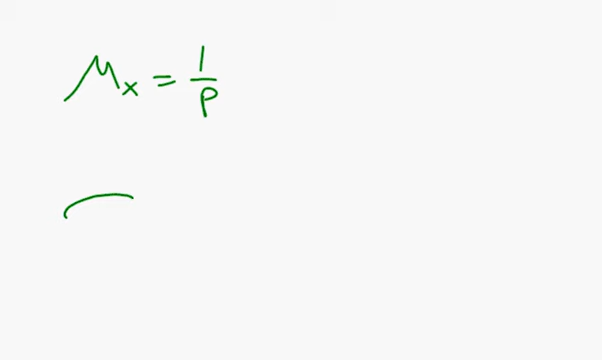 μₓ = 1/p